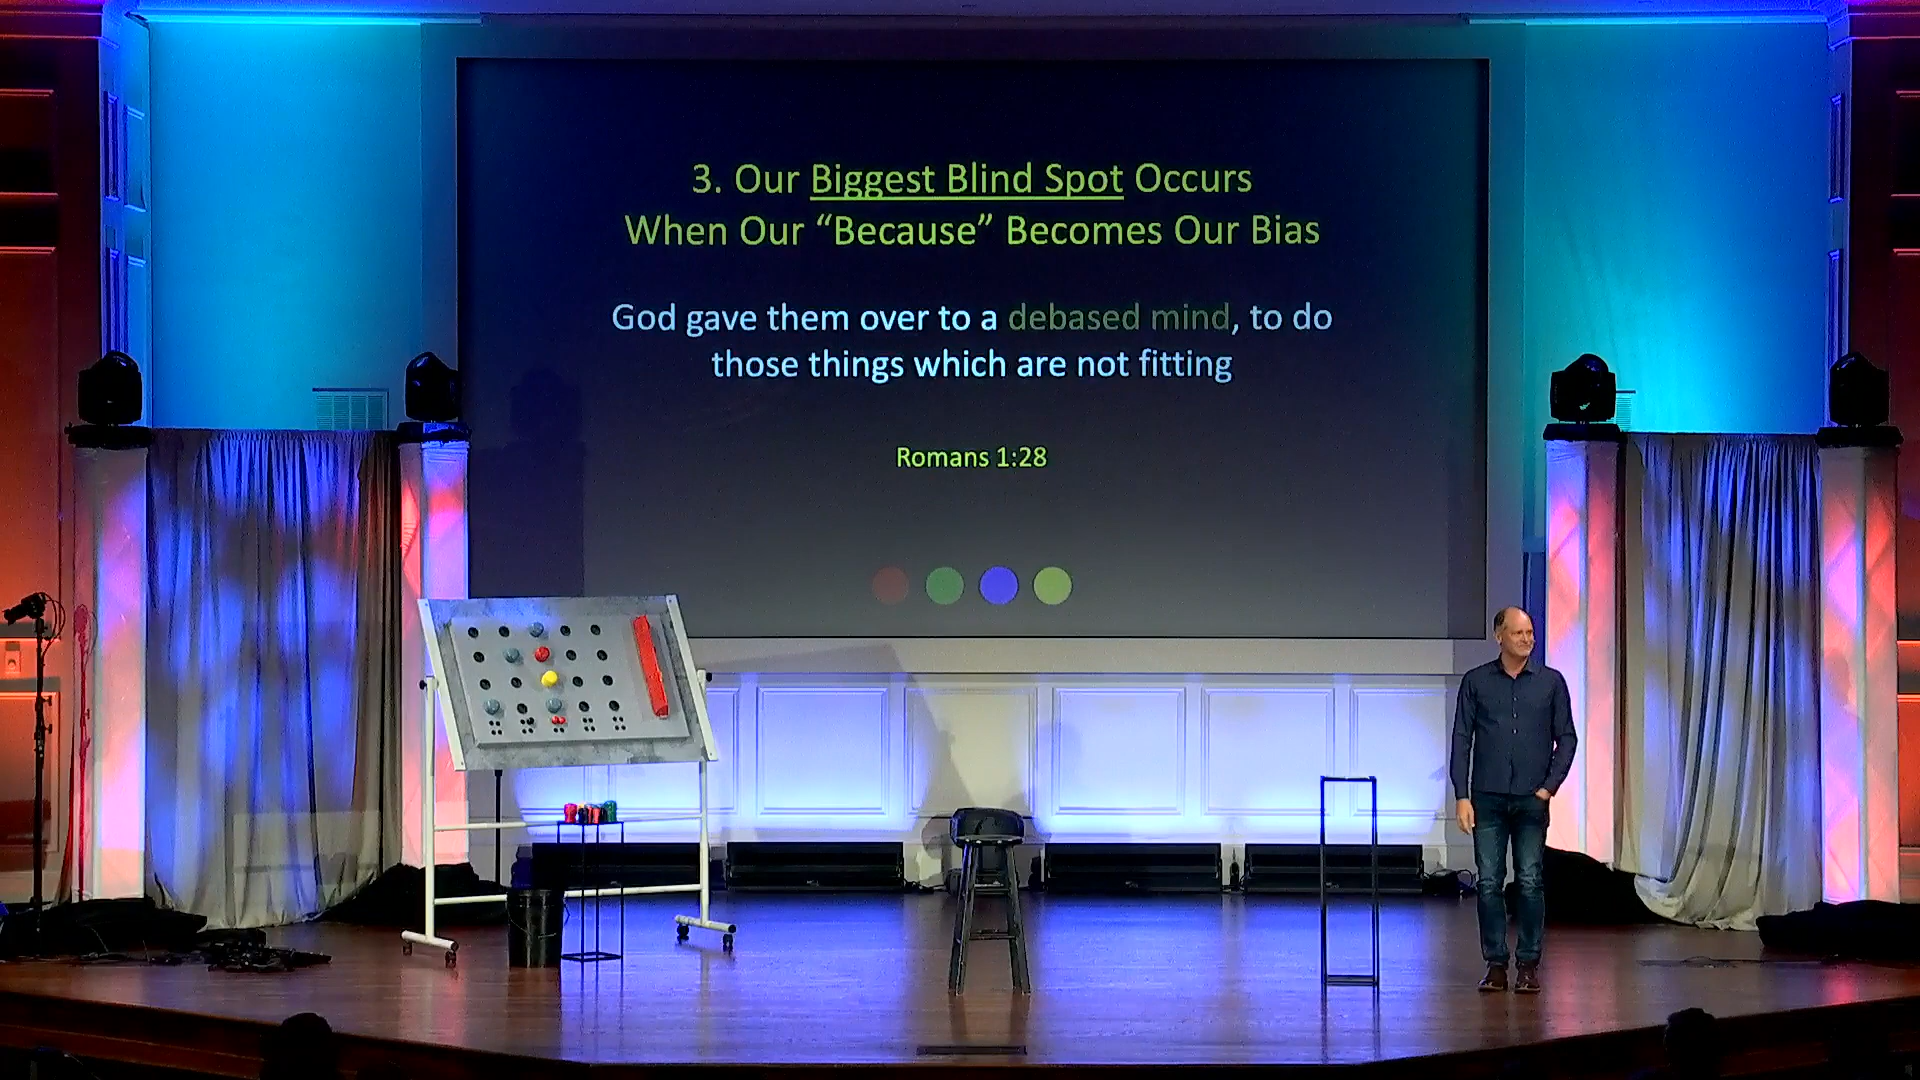 3. Our Biggest Blind Spot Occurs
When Our “Because” Becomes Our Bias
God gave them over to a debased mind, to do
those things which are not fitting
Romans 1:28